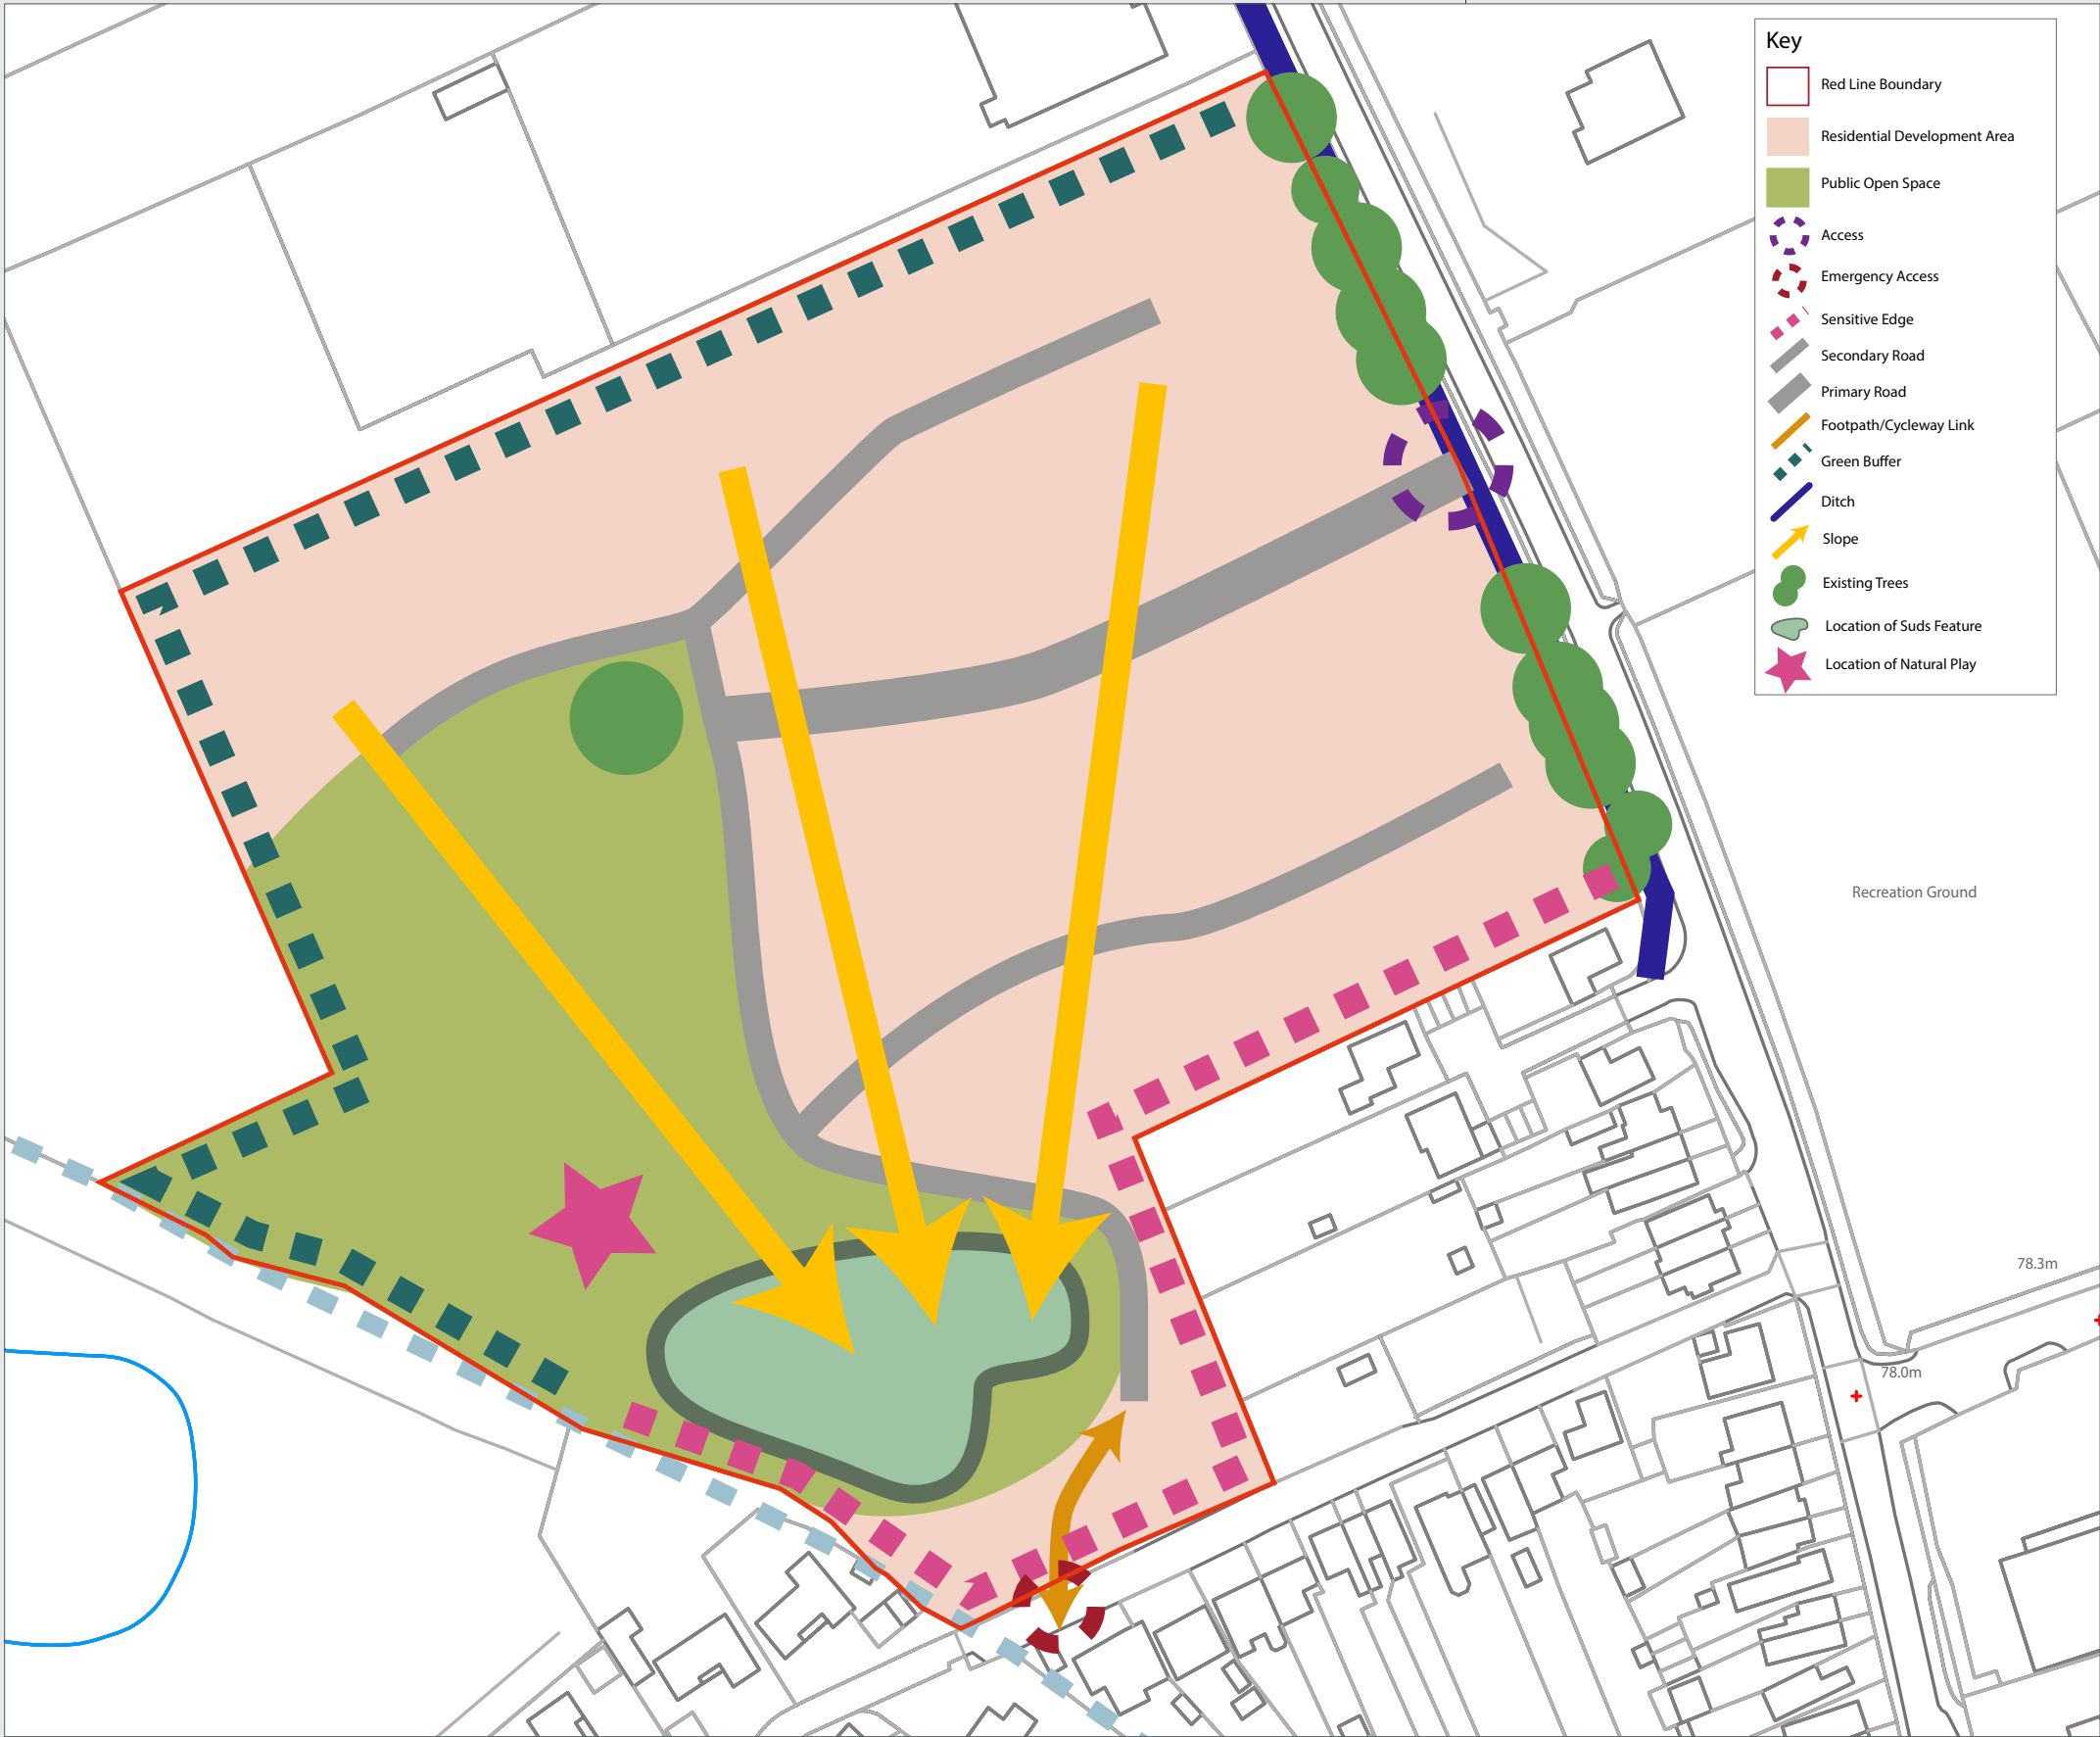 Key
Red Line Boundary
Residential Development Area
Public Open Space
Access
Emergency Access
Sensitive Edge
Secondary Road
Primary Road
Footpath/Cycleway Link
Green Buffer
Ditch
Slope
Existing Trees
Location of Suds Feature
Location of Natural Play
Recreation Ground
78.3m
78.0m